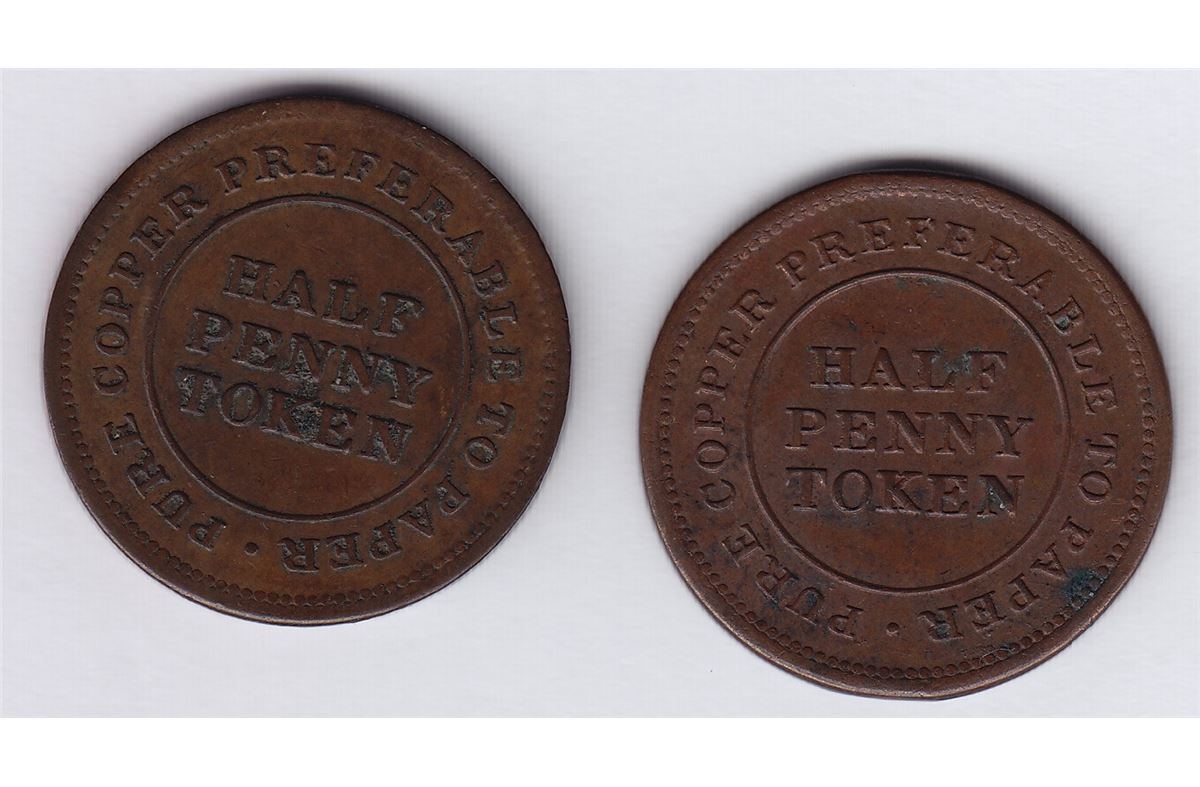 PURE COPPER PREFERABLE TO PAPER ·
HALF
PENNY
TOKEN
PURE COPPER PREFERABLE TO PAPER ·
HALF
PENNY
TOKEN